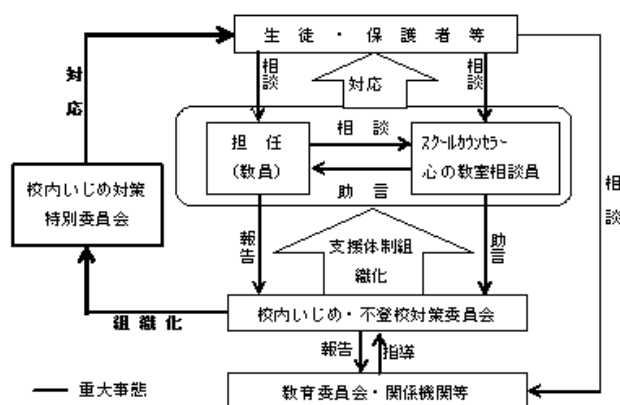 生徒・保護者等
相談
対応
相談
対応
担任
(教員)
相談
助言
スクールカウンセラー
心の教室相談員
相談
校内いじめ対策
特別委員会
報告
支援体制組
織化
助言
組織化
校内いじめ・不登校対策委員会
報告
指導
重大事態
教育委員会・関係機関等